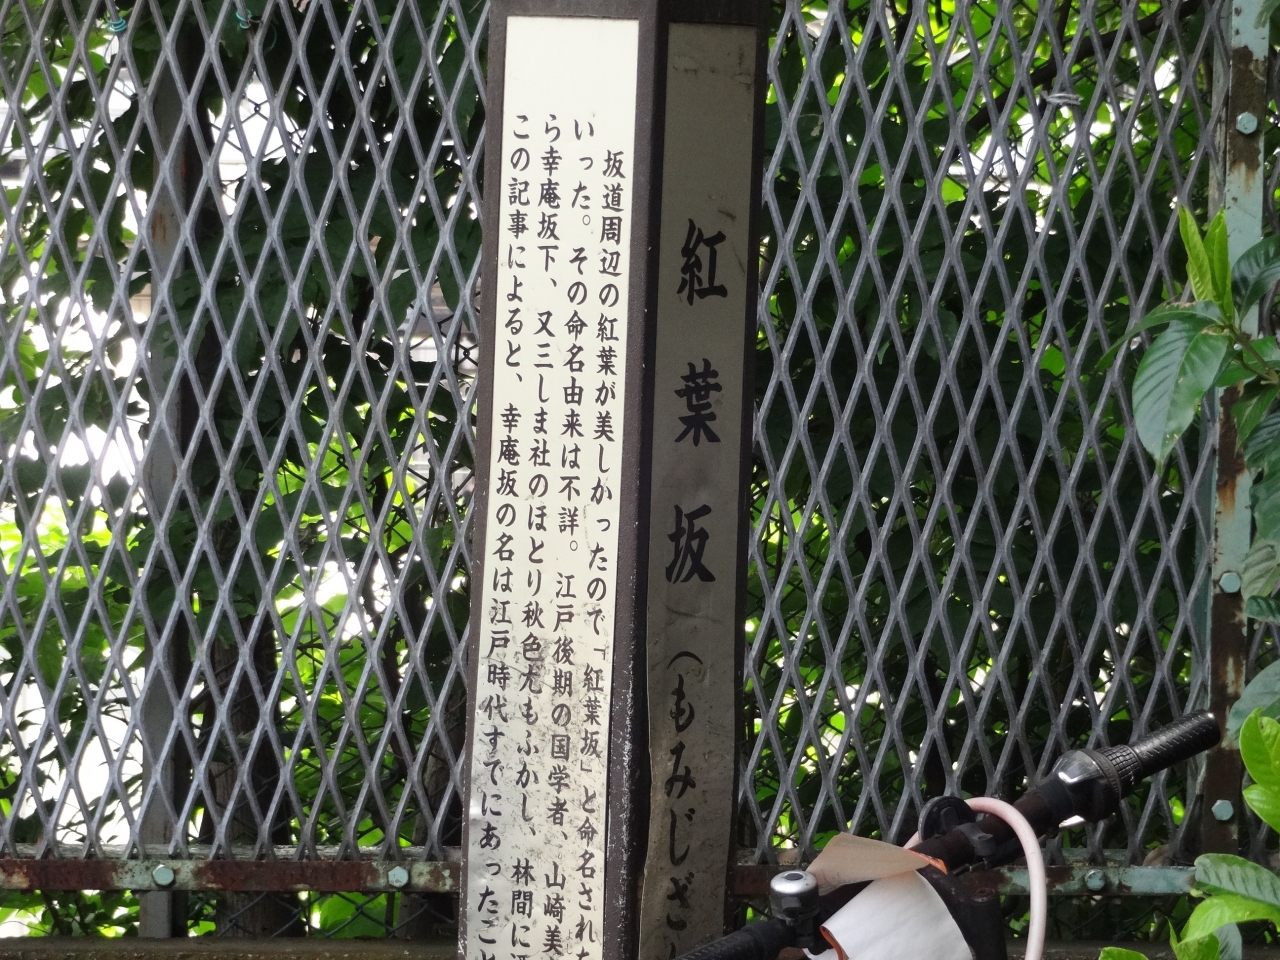 紅葉坂(もみじざ
坂道周辺の紅葉が美しかったので「紅葉坂」と命名され
いった。その命名由来は不詳。江戸後期の国学者、山崎美
ら幸庵坂下、又三しま社のほとり秋色尤もふかし、林間に
この記事によると、幸庵坂の名は江戸時代すでにあったこと